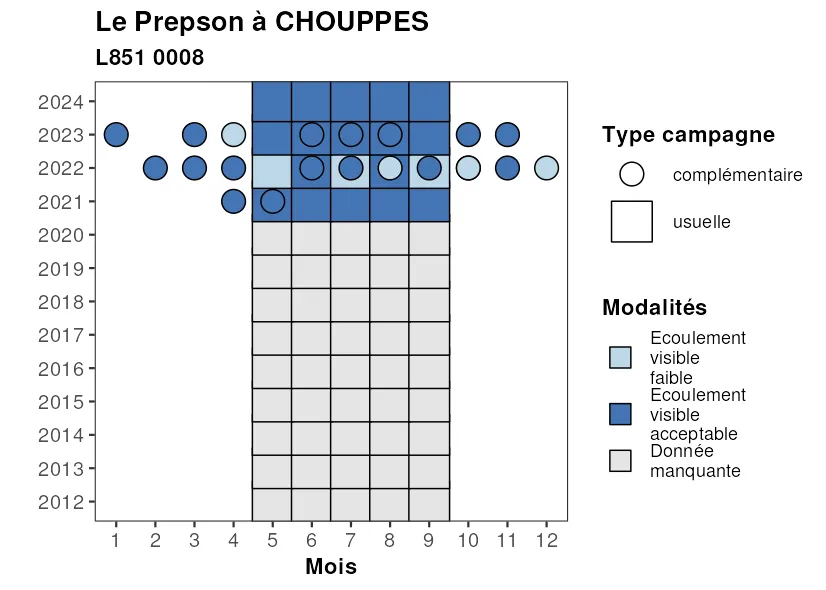 Le Prepson à CHOUPPES
L851 0008
2024
2023
2022
2021
2020
2019
2018
2017
2016
2015
2014
2013
2012
1 2 3 4 5 6 7 8 9 10 11 12
Mois
Type campagne
complémentaire
usuelle
Modalités
Ecoulement
visible
faible
Ecoulement
visible
acceptable
Donnée
manquante